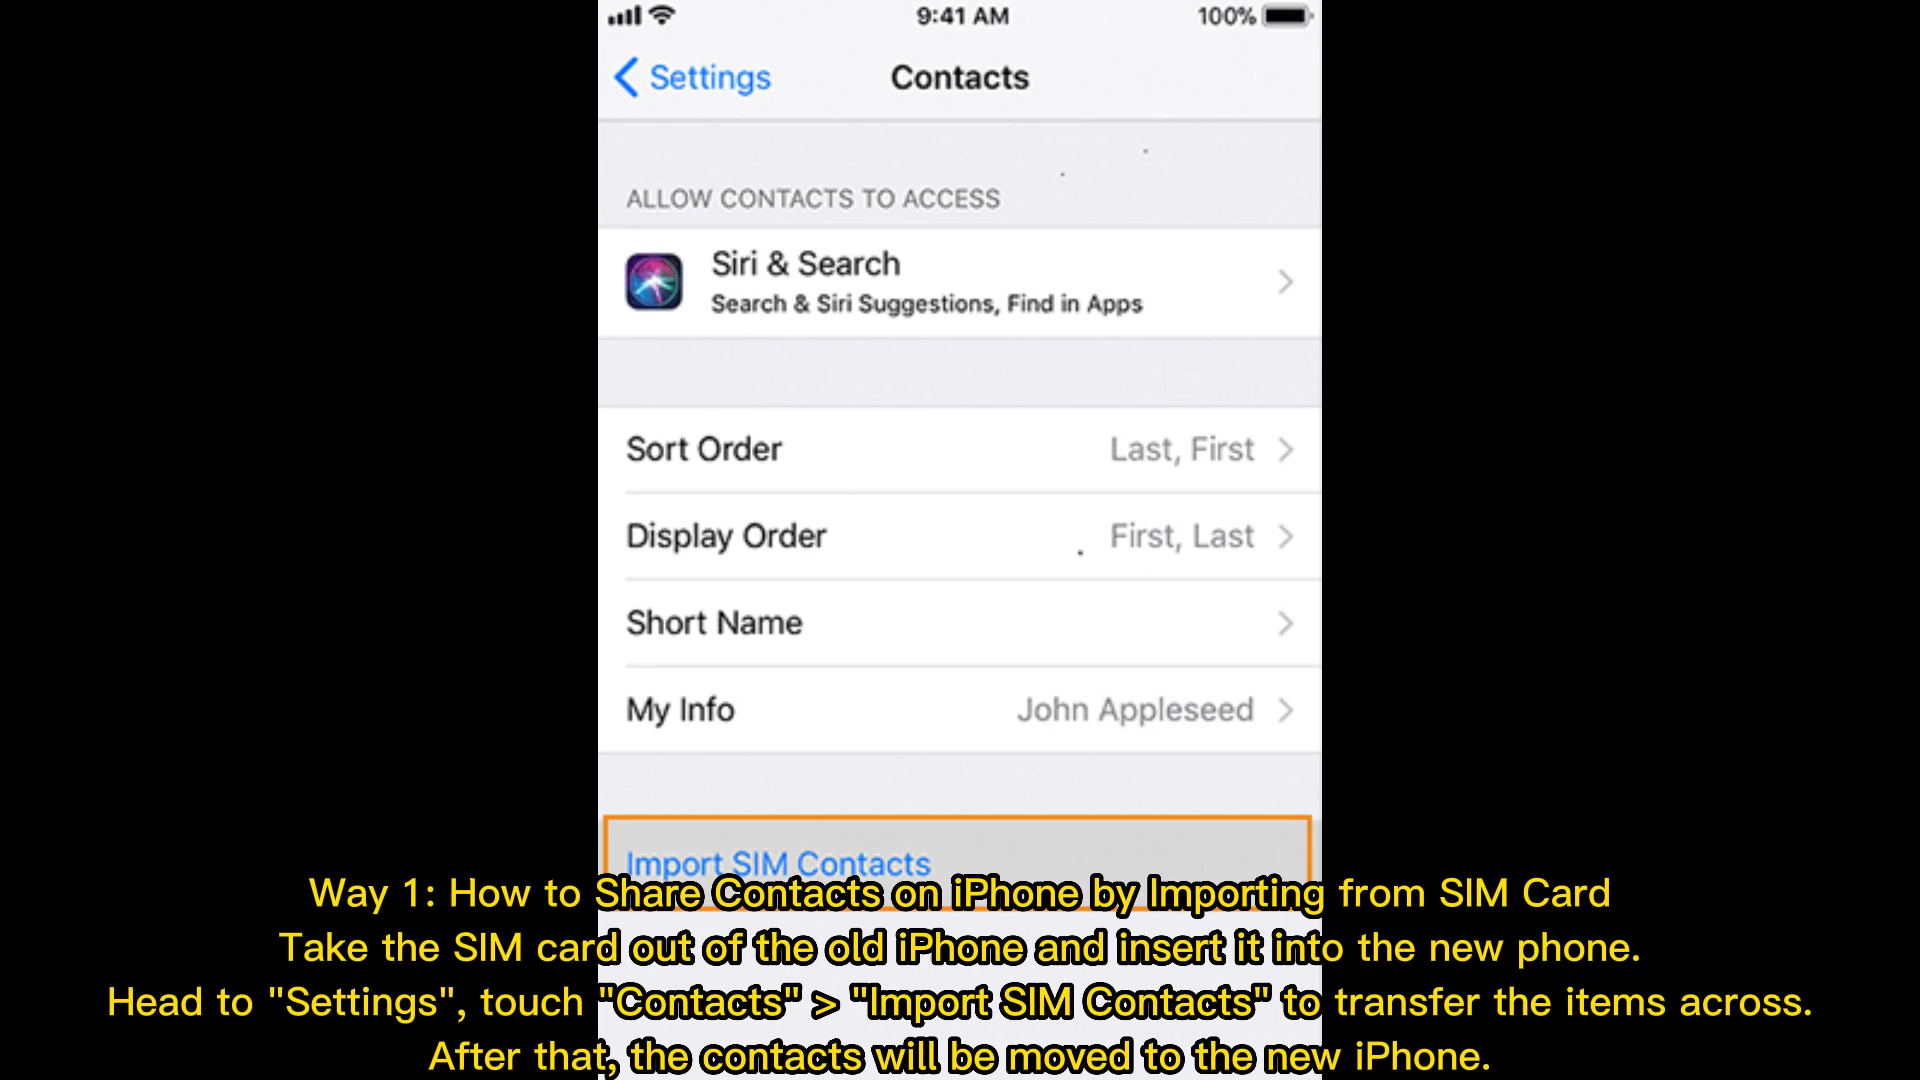 9:41 AM 100%
Settings Contacts
ALLOW CONTACTS TO ACCESS
Siri & Search
Search & Siri Suggestions, Find in Apps
Sort Order Last, First
Display Order First, Last
Short Name
My Info John Appleseed
Import SIM Contacts
Way 1: How to Share Contacts on iPhone by Importing from SIM Card
Take the SIM card out of the old iPhone and insert it into the new phone.
Head to "Settings", touch "Contacts" > "Import SIM Contacts" to transfer the items across.
After that, the contacts will be moved to the new iPhone.